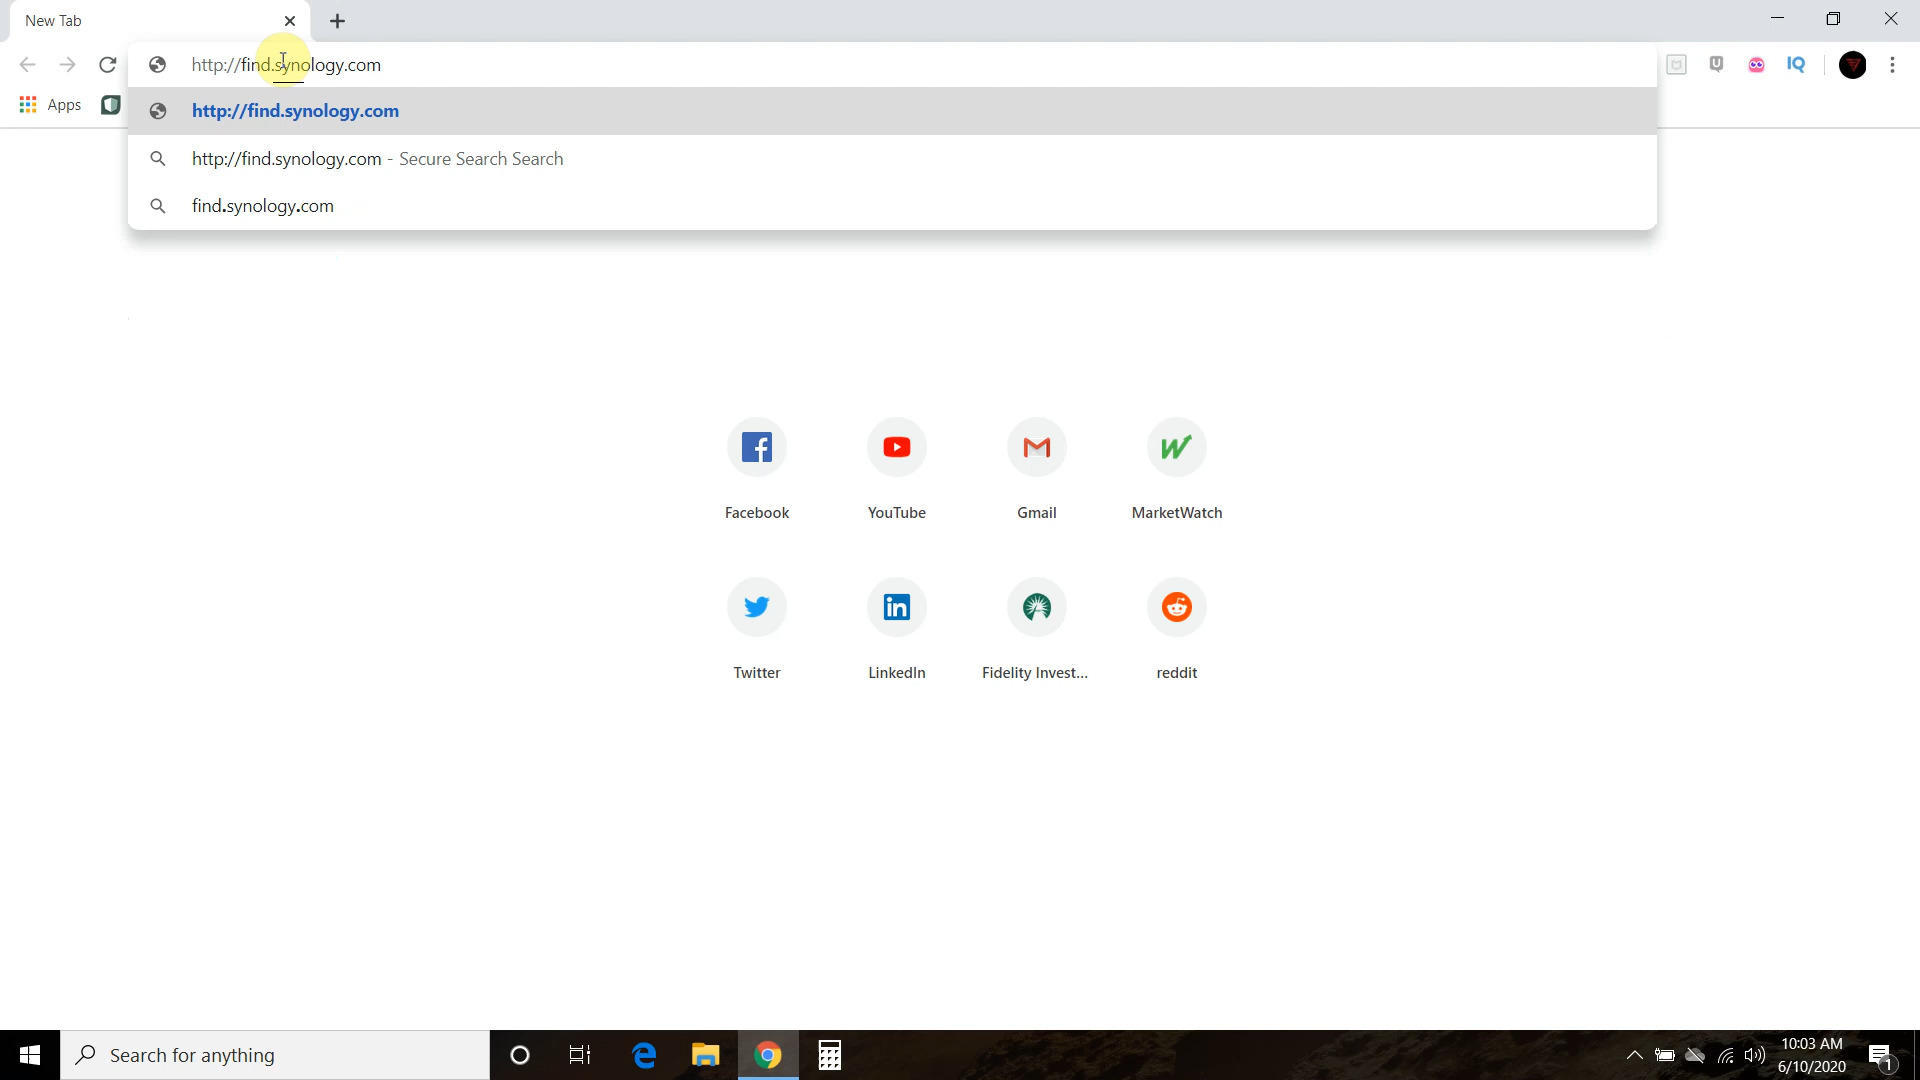 New Tab
http://find.synology.com
Apps
http://find.synology.com
http://find.synology.com - Secure Search Search
find.synology.com
IQ
Facebook
YouTube
Gmail
MarketWatch
Twitter
LinkedIn
Fidelity Invest...
reddit
Search for anything
10:03 AM
6/10/2020
1